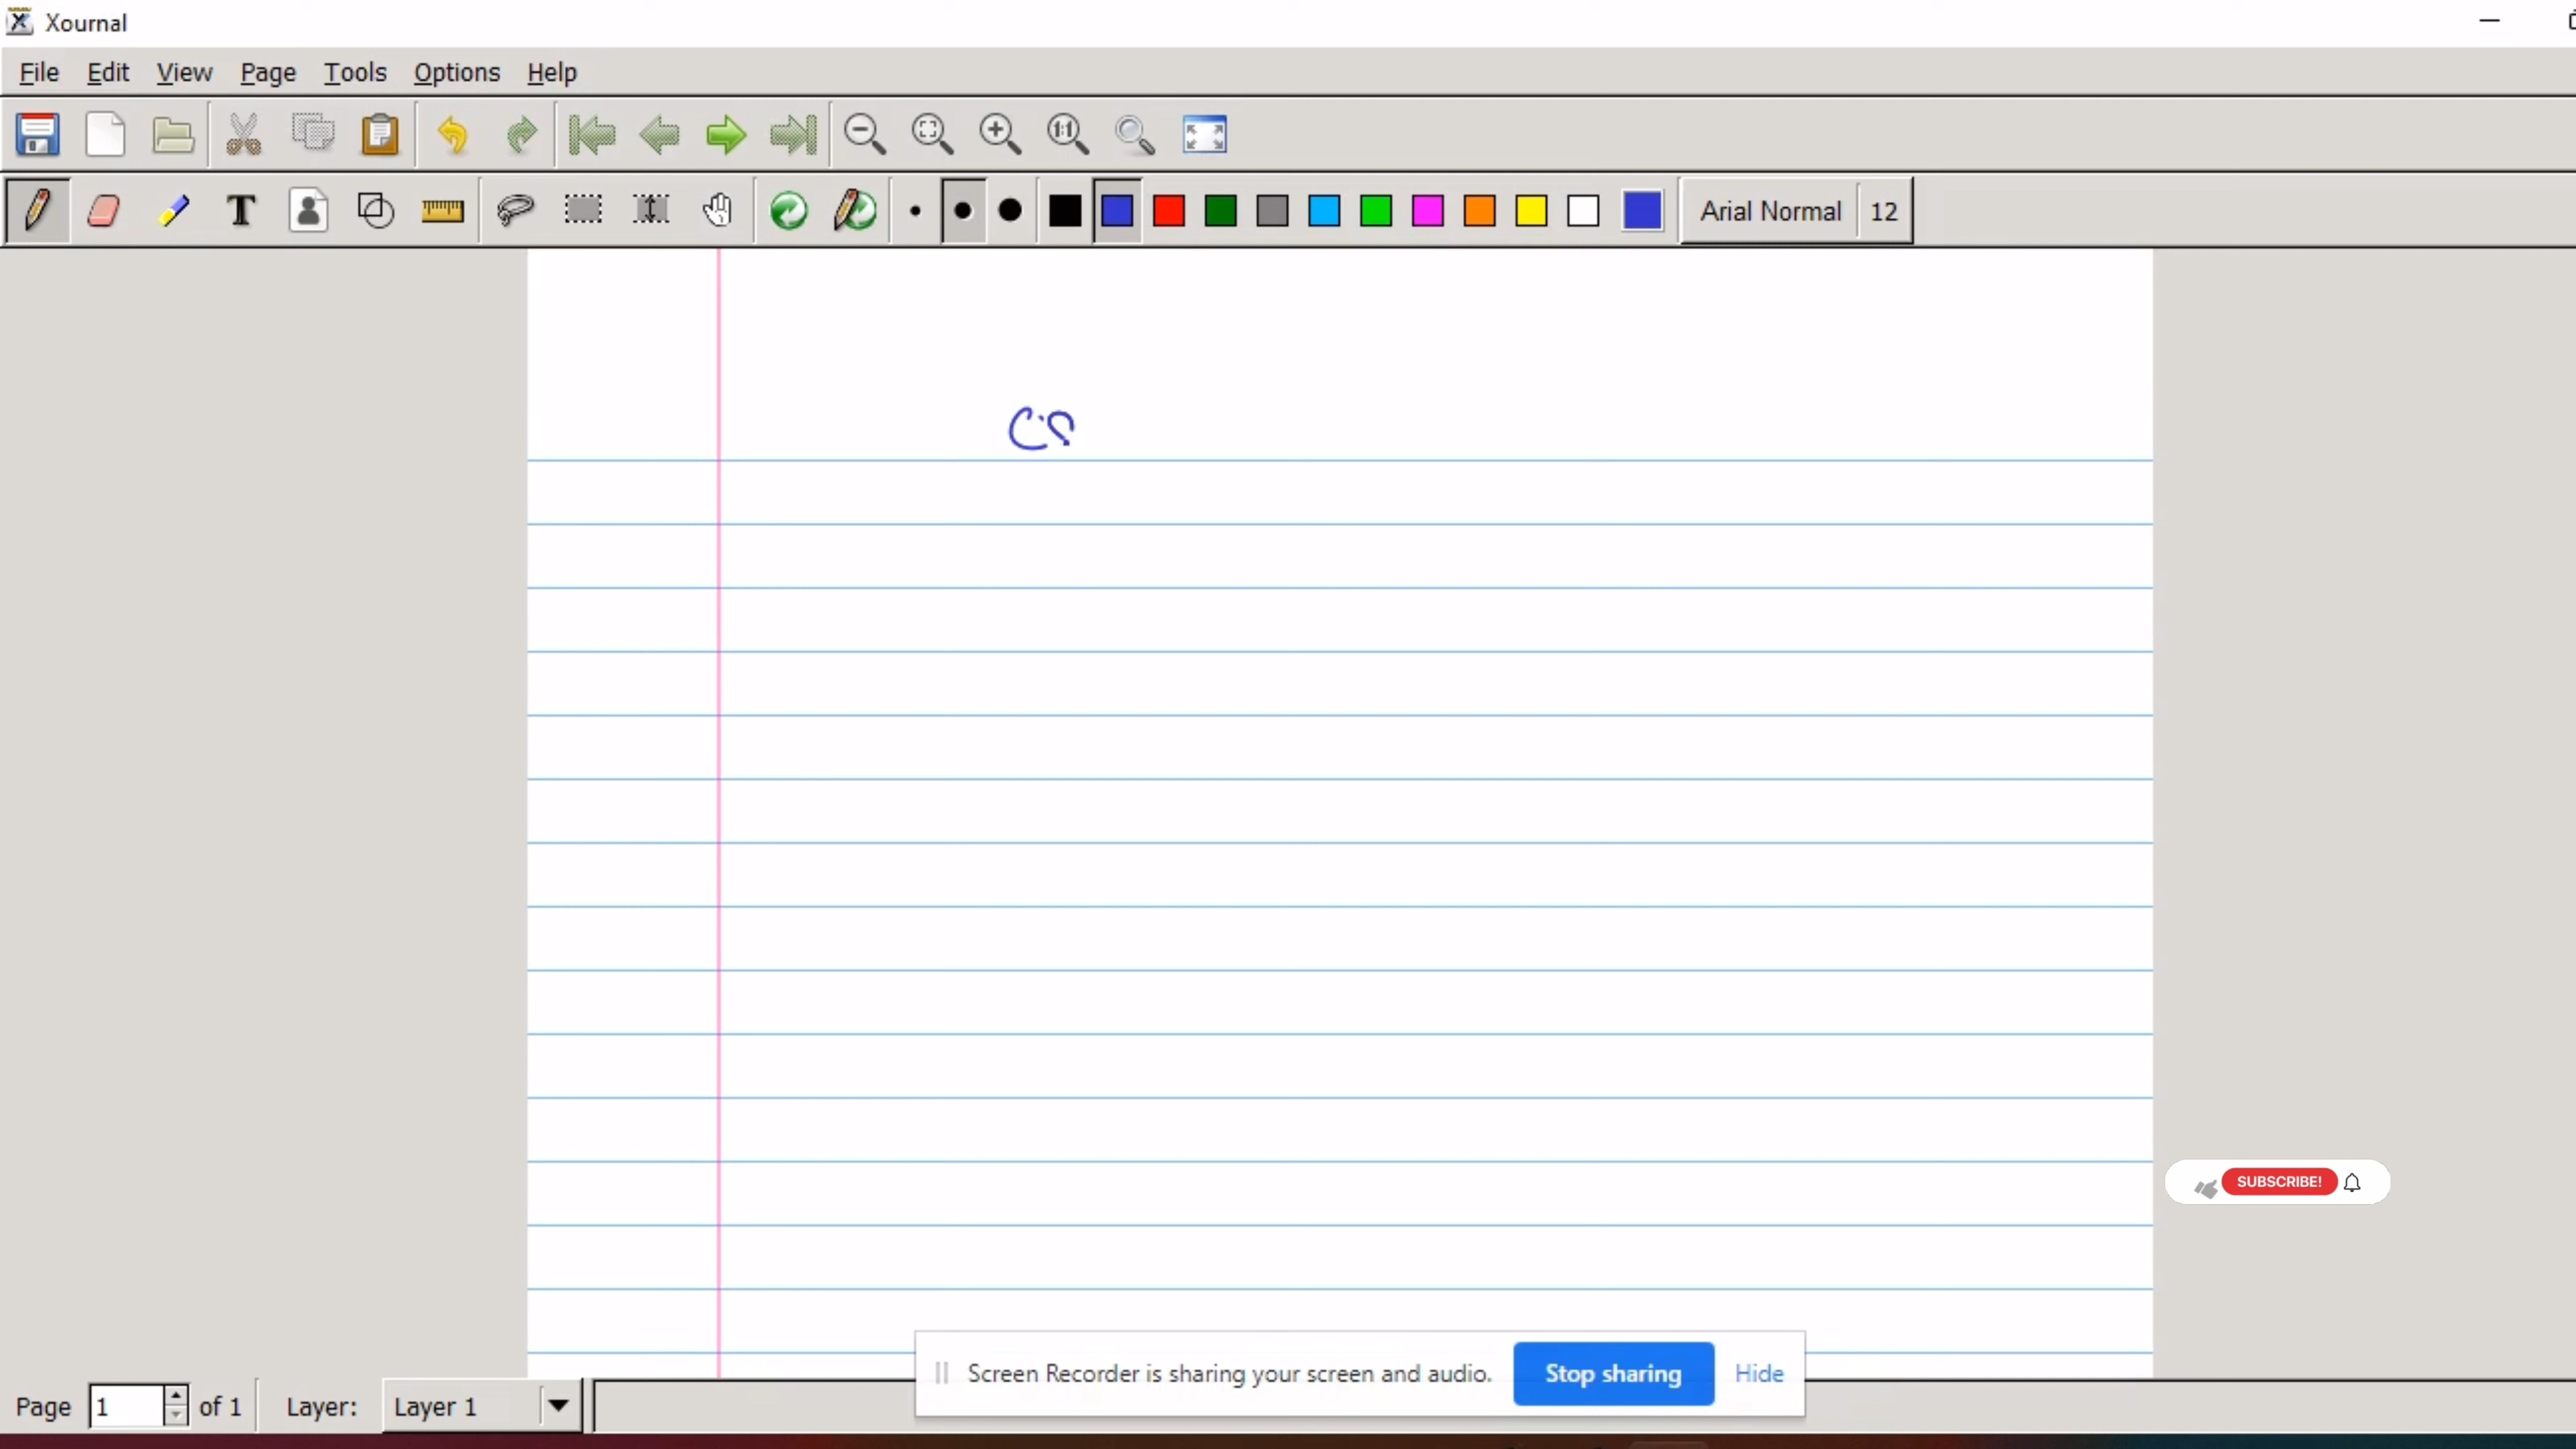 Xournal
File Edit View Page Tools Options Help
T Arial Normal 12
SUBSCRIBE!
Screen Recorder is sharing your screen and audio. Stop sharing Hide
Page 1 of 1 Layer: Layer 1